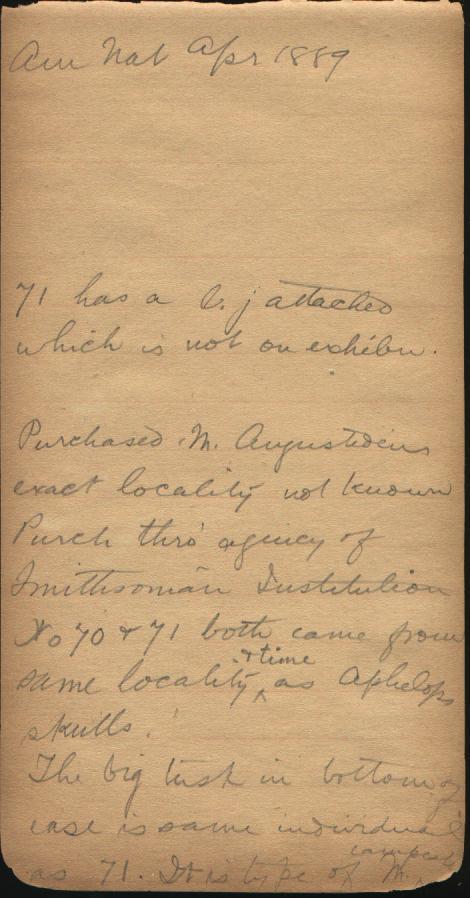 Am Nat Apr 1889
71 has a l. j attached
which is not on exhibn.
Purchased. M. Angustidens
exact locality not known
Purch thro' agency of
Smithsonian Institution
No 70 & 71 both came from
same locality, & time as Aphelops
skulls.
The big tusk in bottom of
case is same individual
as 71. It is type of M.